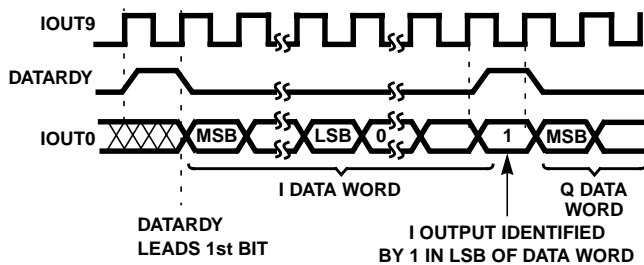 IOUT9
DATARDY
IOUT0
MSB
LSB
0
1
MSB
I DATA WORD
Q DATA
WORD
DATARDY
LEADS 1st BIT
I OUTPUT IDENTIFIED
BY 1 IN LSB OF DATA WORD